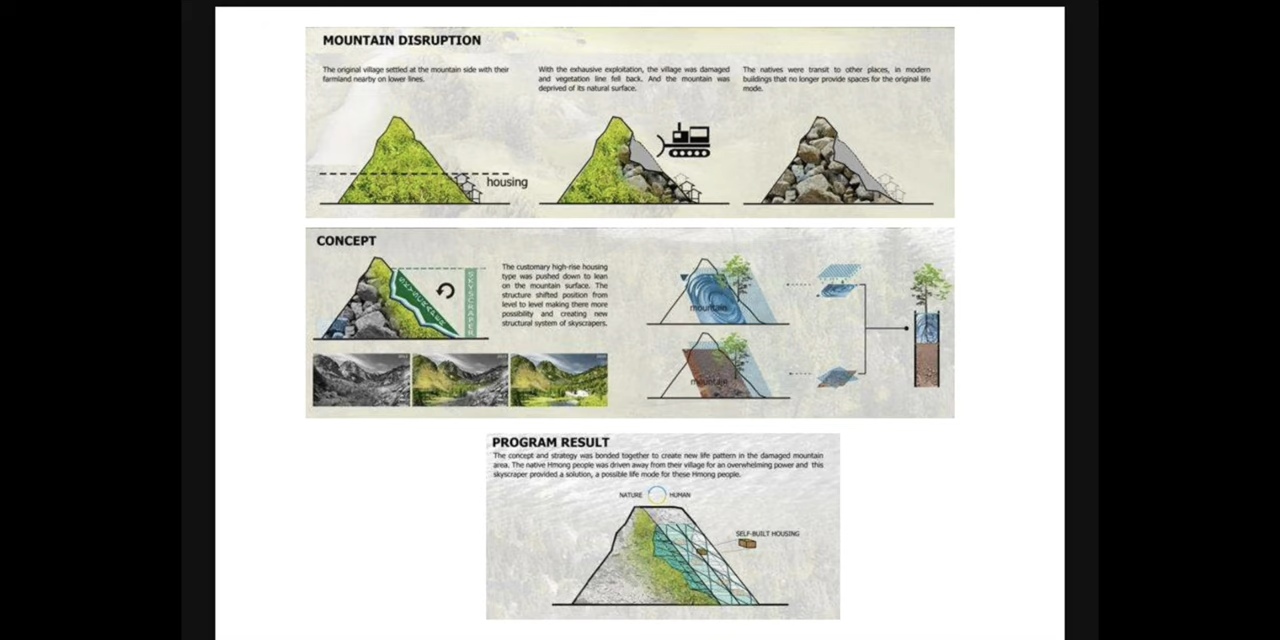 MOUNTAIN DISRUPTION
The original village settled at the mountain side with their
farmland nearby on lower lines.
With the exhausive exploitation, the village was damaged
and vegetation line fell back. And the mountain was
deprived of its natural surface.
The natives were transit to other places, in modern
buildings that no longer provide spaces for the original life
mode.
housing
CONCEPT
SKYSCRAPER
SKYSCRAPER
The customary high-rise housing
type was pushed down to lean
on the mountain surface. The
structure shifted position from
level to level making there more
possibility and creating new
structural system of skyscrapers.
mountain
mountain
PROGRAM RESULT
The concept and strategy was bonded together to create new life pattern in the damaged mountain
area. The native Hmong people was driven away from their village for an overwhelming power and this
skyscraper provided a solution, a possible life mode for these Hmong people.
NATURE HUMAN
SELF-BUILT HOUSING